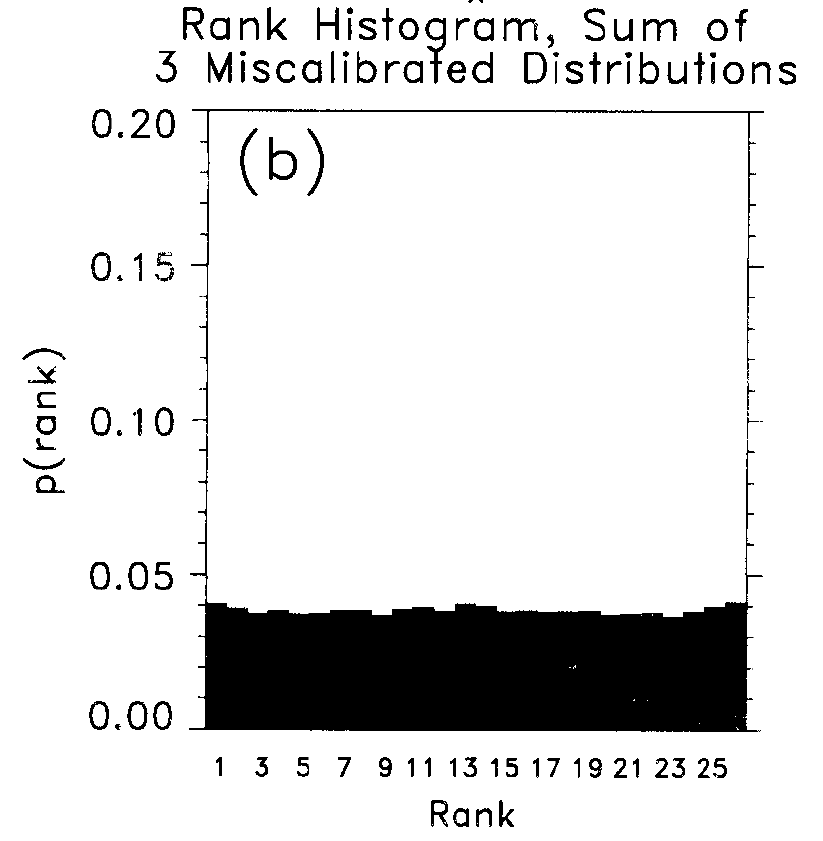 Rank Histogram, Sum of
3 Miscalibrated Distributions
(b)
0.20
0.15
0.10
0.05
0.00
p(rank)
1 3 5 7 9 11 13 15 17 19 21 23 25
Rank